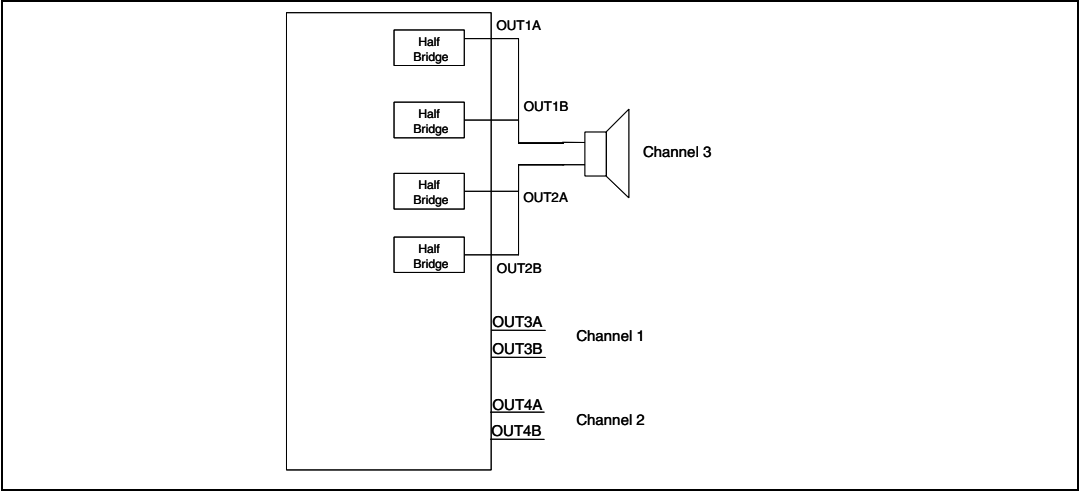 OUT1A
Half
Bridge
OUT1B
Half
Bridge
Channel 3
Half
Bridge
OUT2A
Half
Bridge
OUT2B
OUT3A
Channel 1
OUT3B
OUT4A
Channel 2
OUT4B